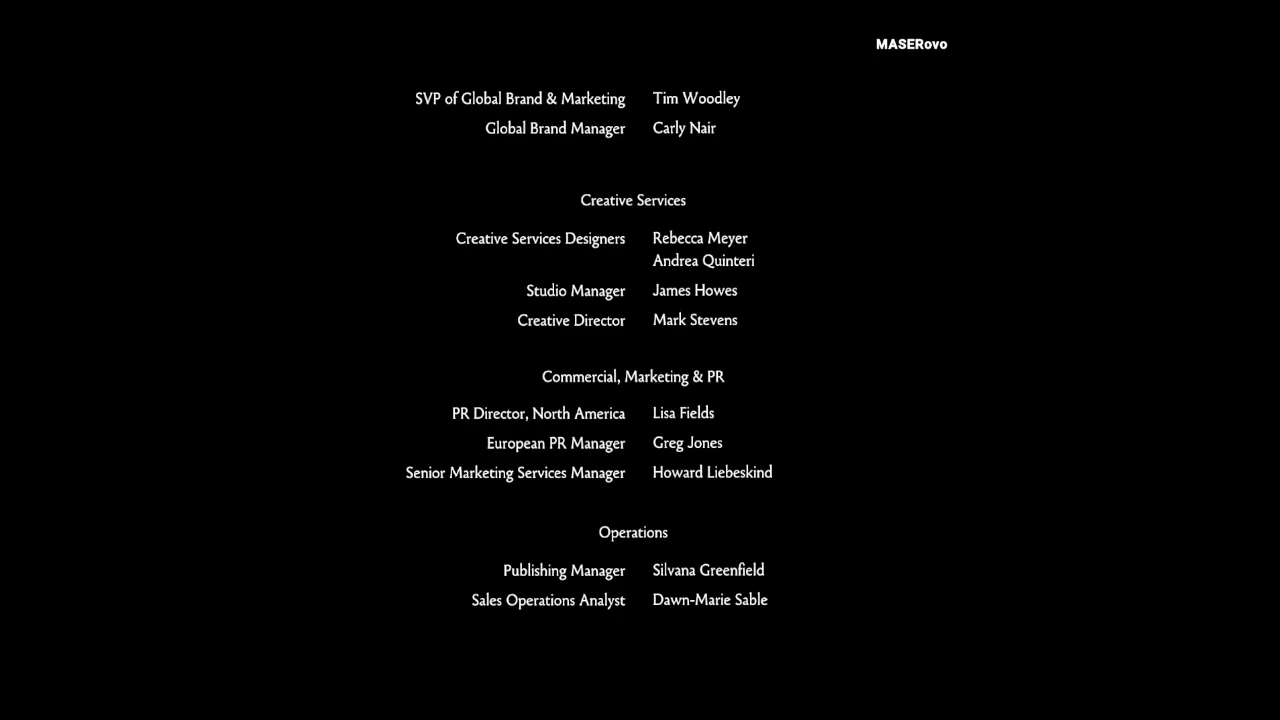 MASERovo
SVP of Global Brand & Marketing Tim Woodley
Global Brand Manager Carly Nair
Creative Services
Creative Services Designers Rebecca Meyer
Andrea Quinteri
Studio Manager James Howes
Creative Director Mark Stevens
Commercial, Marketing & PR
PR Director, North America Lisa Fields
European PR Manager Greg Jones
Senior Marketing Services Manager Howard Liebeskind
Operations
Publishing Manager Silvana Greenfield
Sales Operations Analyst Dawn-Marie Sable